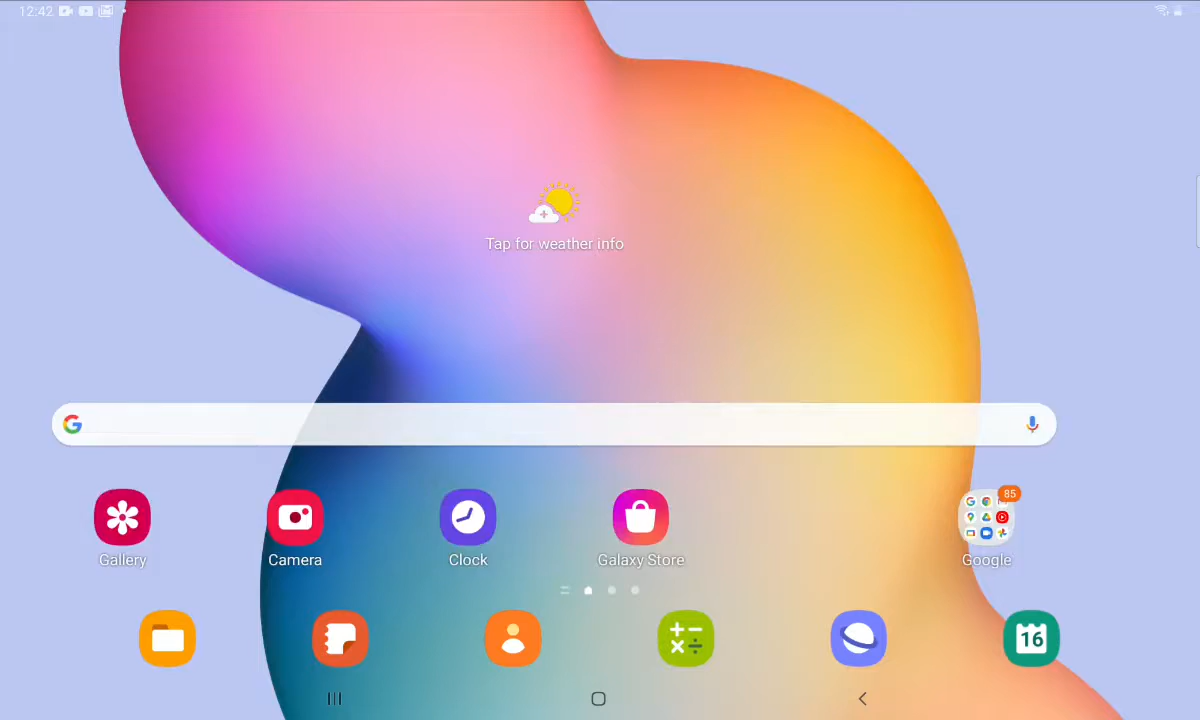 12:42
Tap for weather info
85
Gallery
Camera
Clock
Galaxy Store
Google
16